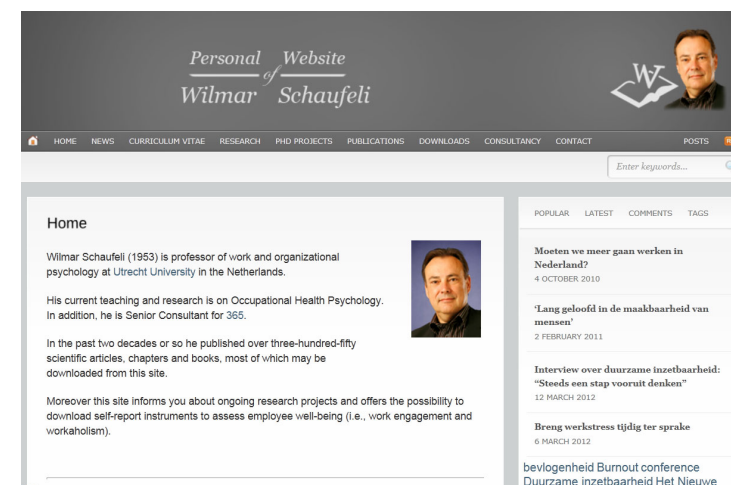 Personal Website
of
Wilmar Schaufeli
W
HOME NEWS CURRICULUM VITAE RESEARCH PHD PROJECTS PUBLICATIONS DOWNLOADS CONSULTANCY CONTACT POSTS
Enter keywords...
Home
Wilmar Schaufeli (1953) is professor of work and organizational
psychology at Utrecht University in the Netherlands.
His current teaching and research is on Occupational Health Psychology.
In addition, he is Senior Consultant for 365.
In the past two decades or so he published over three-hundred-fifty
scientific articles, chapters and books, most of which may be
downloaded from this site.
Moreover this site informs you about ongoing research projects and offers the possibility to
download self-report instruments to assess employee well-being (i.e., work engagement and
workaholism).
POPULAR LATEST COMMENTS TAGS
Moeten we meer gaan werken in
Nederland?
4 OCTOBER 2010
‘Lang geloofd in de maakbaarheid van
mensen’
2 FEBRUARY 2011
Interview over duurzame inzetbaarheid:
“Steeds een stap vooruit denken”
12 MARCH 2012
Breng werkstress tijdig ter sprake
6 MARCH 2012
bevlogenheid Burnout conference
Duurzame inzetbaarheid Het Nieuwe